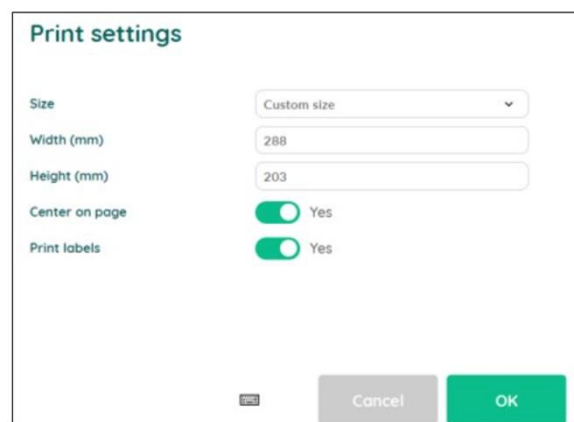 Print settings
Size Custom size
Width (mm) 288
Height (mm) 203
Center on page Yes
Print labels Yes
Cancel OK